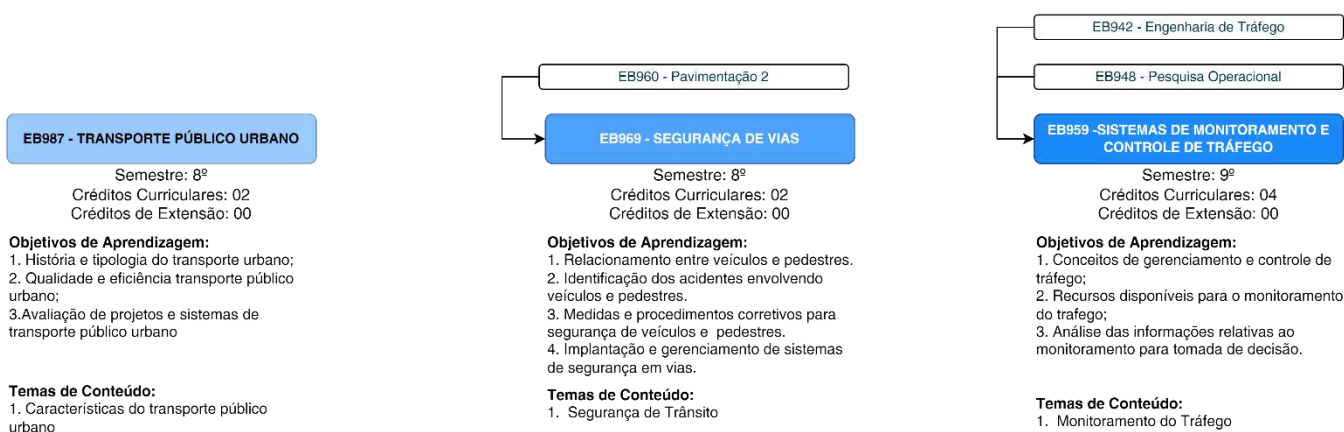 EB987 - TRANSPORTE PÚBLICO URBANO
Semestre: 8º
Créditos Curriculares: 02
Créditos de Extensão: 00
Objetivos de Aprendizagem:
1. História e tipologia do transporte urbano;
2. Qualidade e eficiência transporte público
urbano;
3.Avaliação de projetos e sistemas de
transporte público urbano
Temas de Conteúdo:
1. Características do transporte público
urbano
EB960 - Pavimentação 2
EB969 - SEGURANÇA DE VIAS
Semestre: 8º
Créditos Curriculares: 02
Créditos de Extensão: 00
Objetivos de Aprendizagem:
1. Relacionamento entre veículos e pedestres.
2. Identificação dos acidentes envolvendo
veículos e pedestres.
3. Medidas e procedimentos corretivos para
segurança de veículos e pedestres.
4. Implantação e gerenciamento de sistemas
de segurança em vias.
Temas de Conteúdo:
1. Segurança de Trânsito
EB942 - Engenharia de Tráfego
EB948 - Pesquisa Operacional
EB959 -SISTEMAS DE MONITORAMENTO E
CONTROLE DE TRÁFEGO
Semestre: 9º
Créditos Curriculares: 04
Créditos de Extensão: 00
Objetivos de Aprendizagem:
1. Conceitos de gerenciamento e controle de
tráfego;
2. Recursos disponíveis para o monitoramento
do trafego;
3. Análise das informações relativas ao
monitoramento para tomada de decisão.
Temas de Conteúdo:
1. Monitoramento do Tráfego